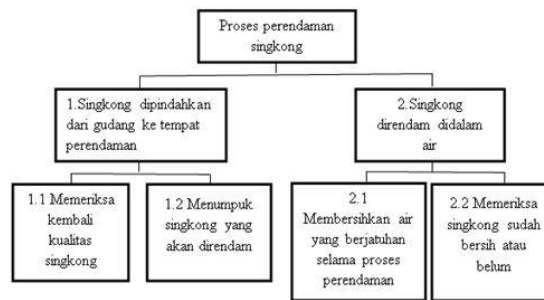 Proses perendaman
singkong
1.Singkong dipindahkan
dari gudang ke tempat
perendaman
2.Singkong
direndam didalam
air
1.1 Memeriksa
kembali
kualitas
singkong
1.2 Menumpuk
singkong yang
akan direndam
2.1
Membersihkan air
yang berjatuhan
selama proses
perendaman
2.2 Memeriksa
singkong sudah
bersih atau
belum